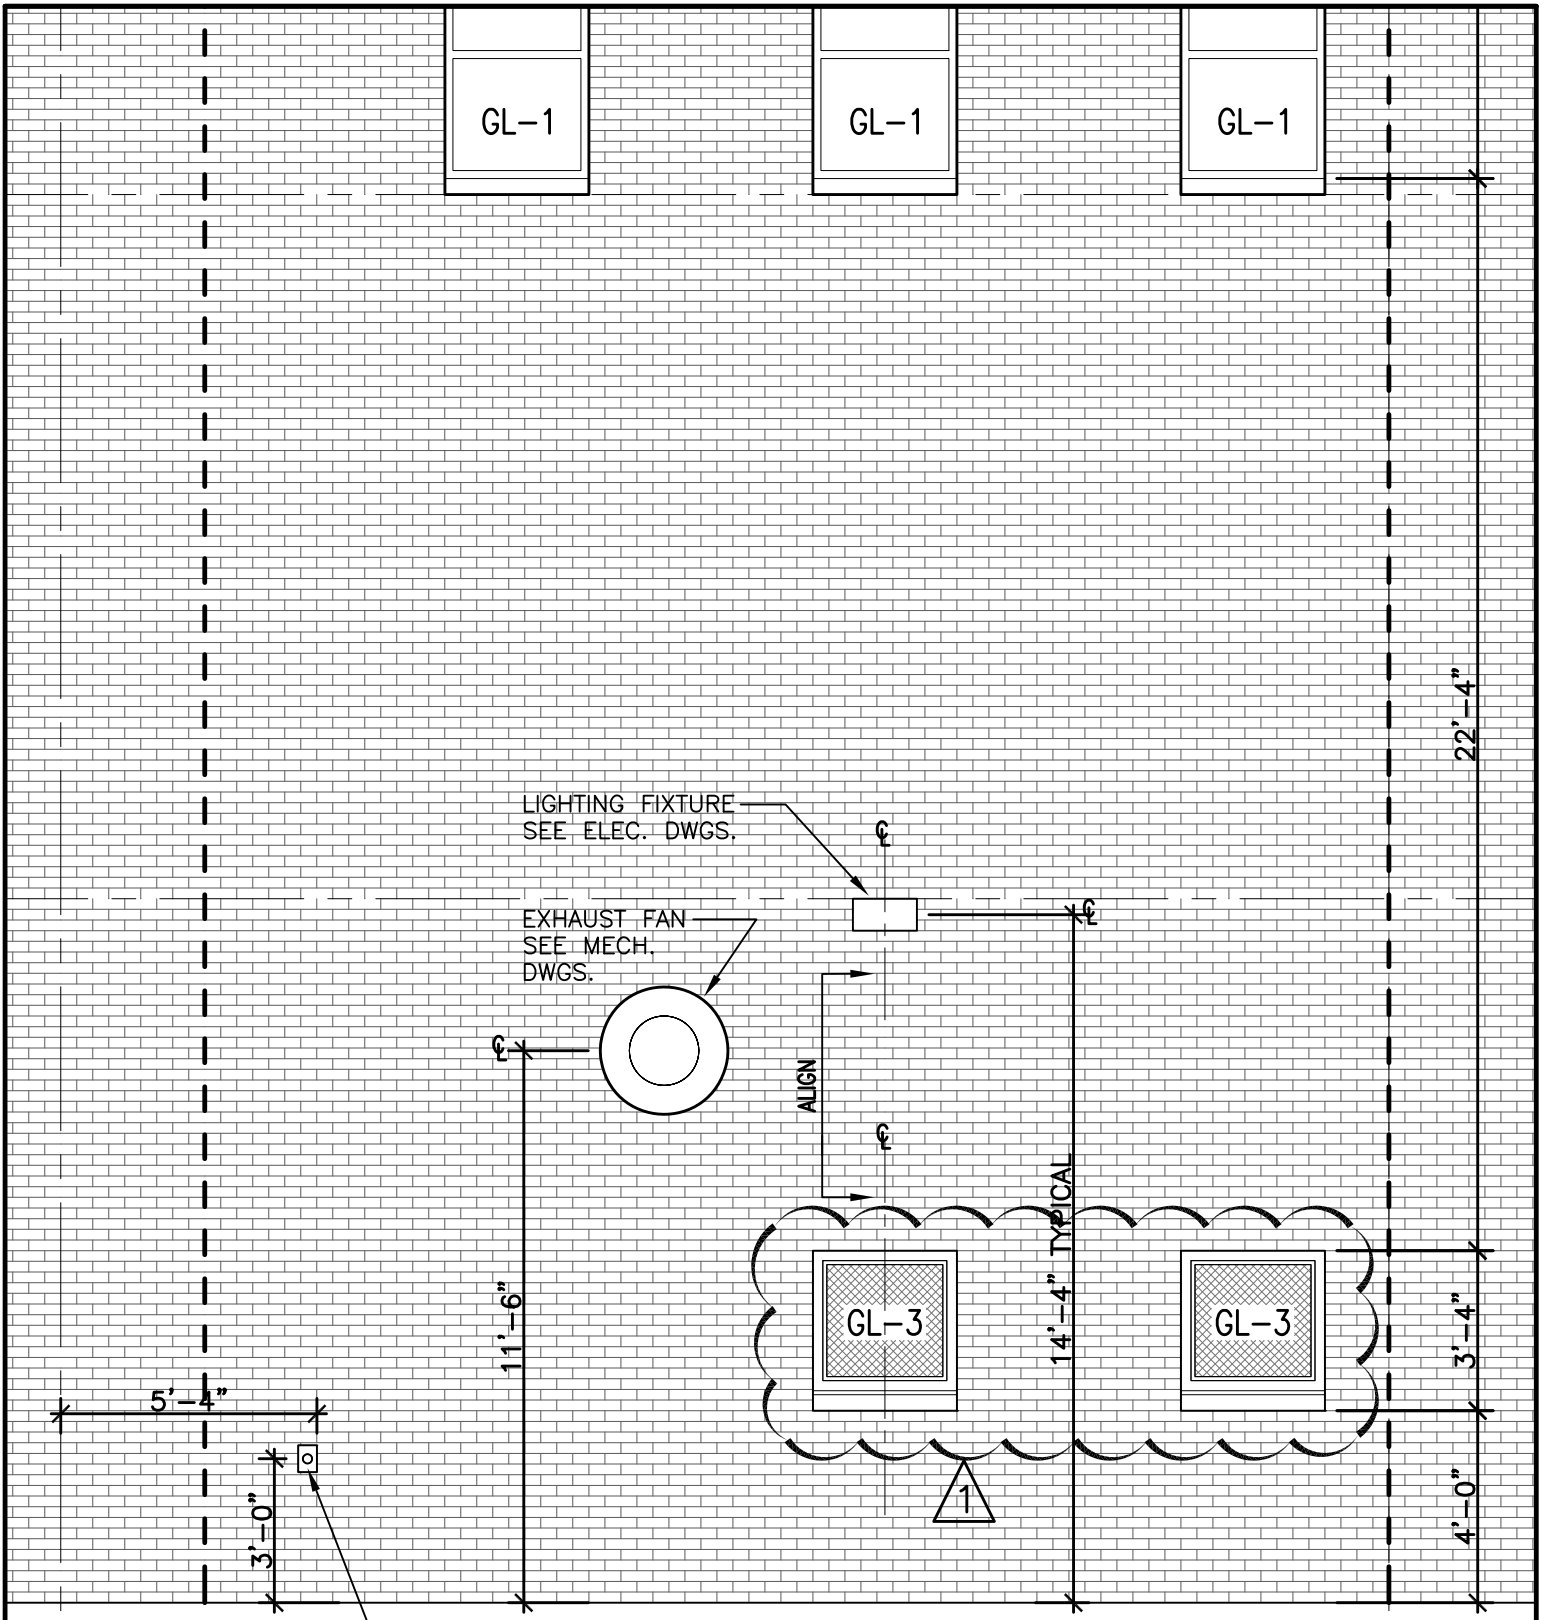 GL-1
GL-1
GL-1
22'-4"
LIGHTING FIXTURE
SEE ELEC. DWGS.
℄
EXHAUST FAN
SEE MECH.
DWGS.
℄
℄
ALIGN
℄
14'-4" TYPICAL
11'-6"
GL-3
GL-3
3'-4"
5'-4"
3'-0"
1
4'-0"